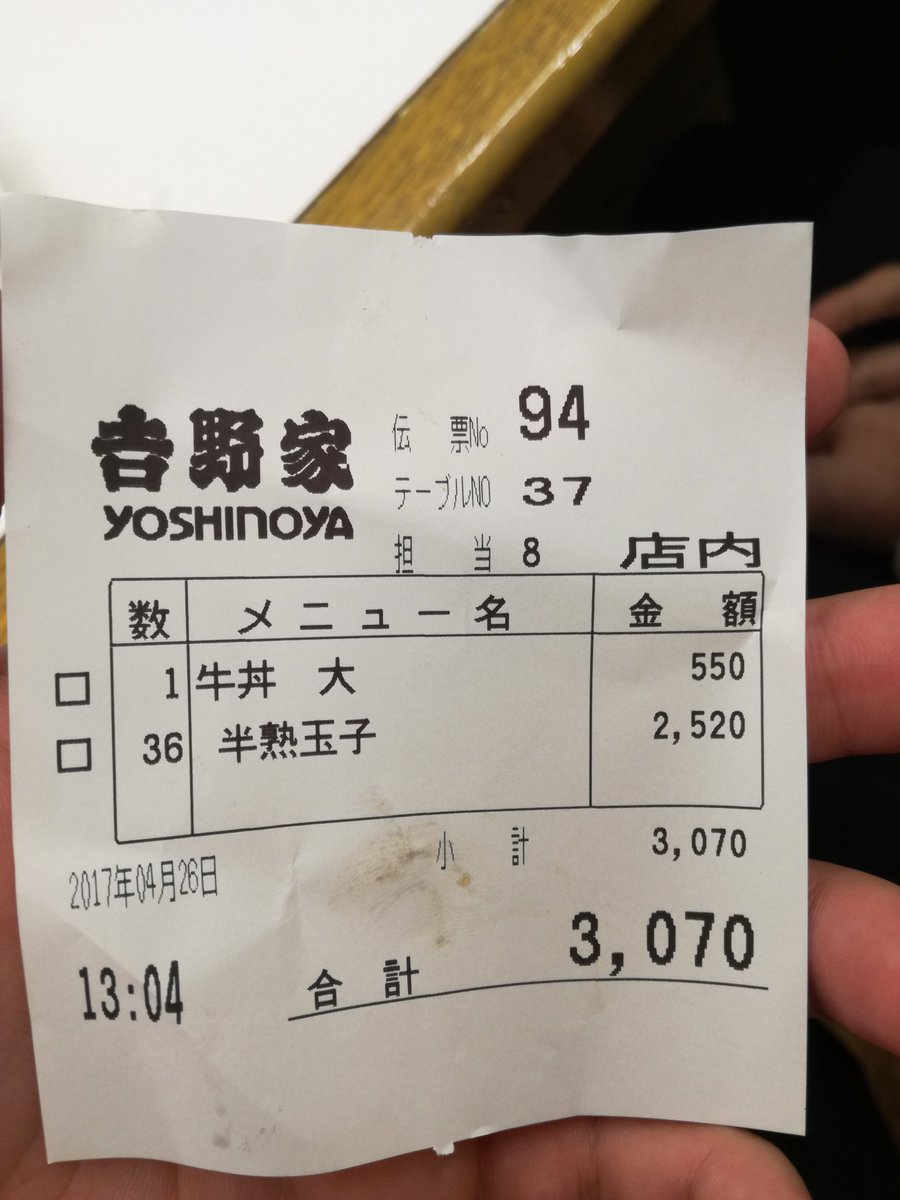 吉野家
YOSHINOYA
伝 票No 94
テーブルNO 37
担 当 8 店内
数 メニュー名 金 額
1 牛丼 大 550
36 半熟玉子 2,520
小 計 3,070
2017年04月26日
13:04 合 計 3,070